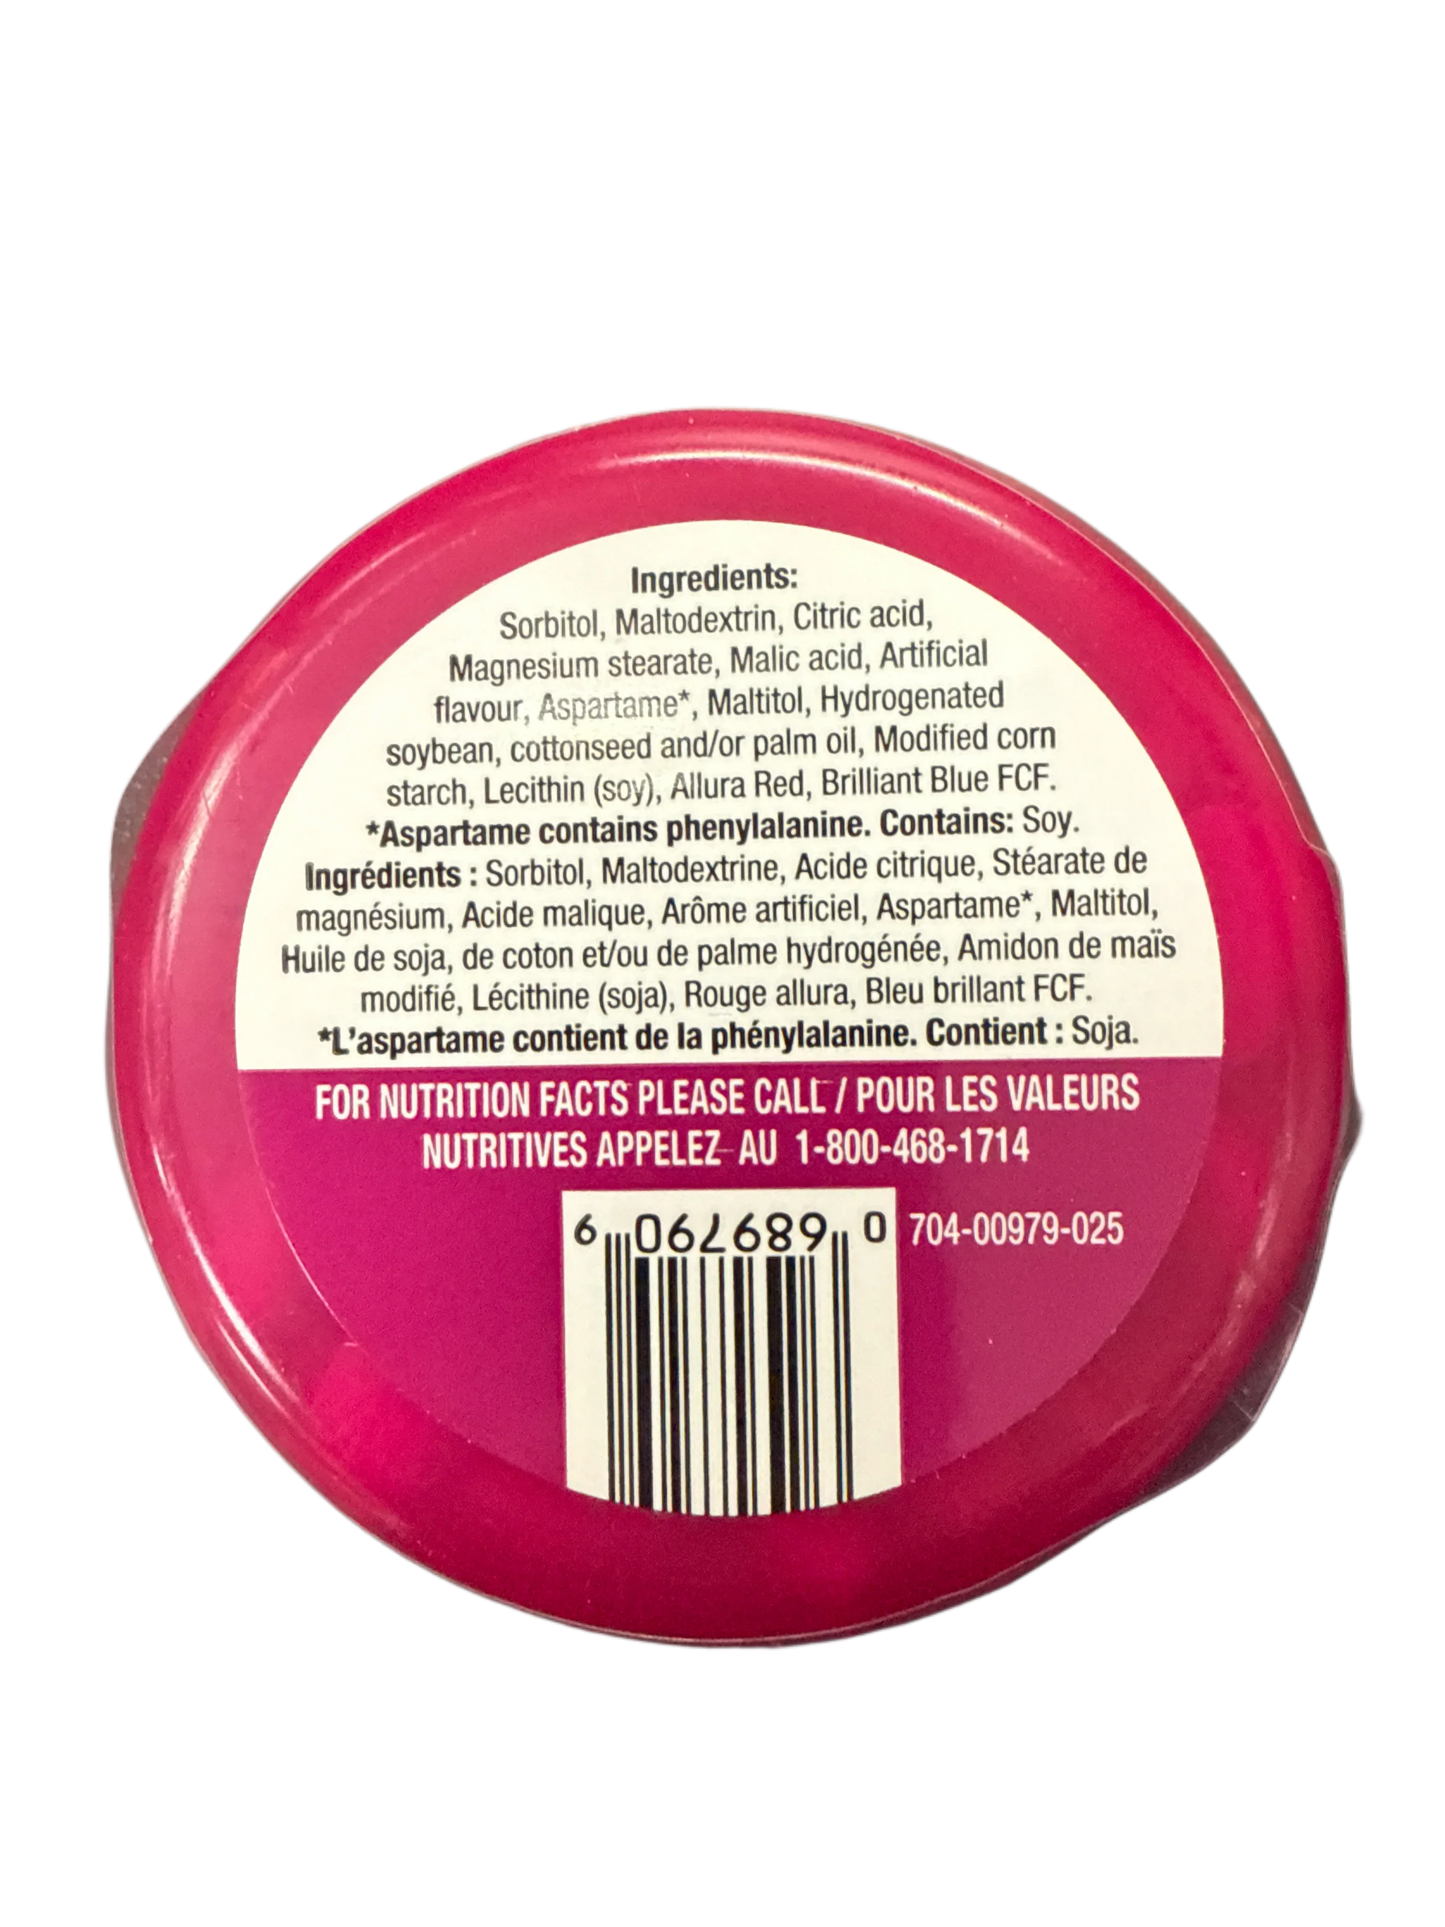 Ingredients:
Sorbitol, Maltodextrin, Citric acid,
Magnesium stearate, Malic acid, Artificial
flavour, Aspartame*, Maltitol, Hydrogenated
soybean, cottonseed and/or palm oil, Modified corn
starch, Lecithin (soy), Allura Red, Brilliant Blue FCF.
*Aspartame contains phenylalanine. Contains: Soy.
Ingrédients : Sorbitol, Maltodextrine, Acide citrique, Stéarate de
magnésium, Acide malique, Arôme artificiel, Aspartame*, Maltitol,
Huile de soja, de coton et/ou de palme hydrogénée, Amidon de maïs
modifié, Lécithine (soja), Rouge allura, Bleu brillant FCF.
*L'aspartame contient de la phénylalanine. Contient : Soja.
FOR NUTRITION FACTS PLEASE CALL / POUR LES VALEURS
NUTRITIVES APPELEZ AU 1-800-468-1714
0 689790 9
704-00979-025